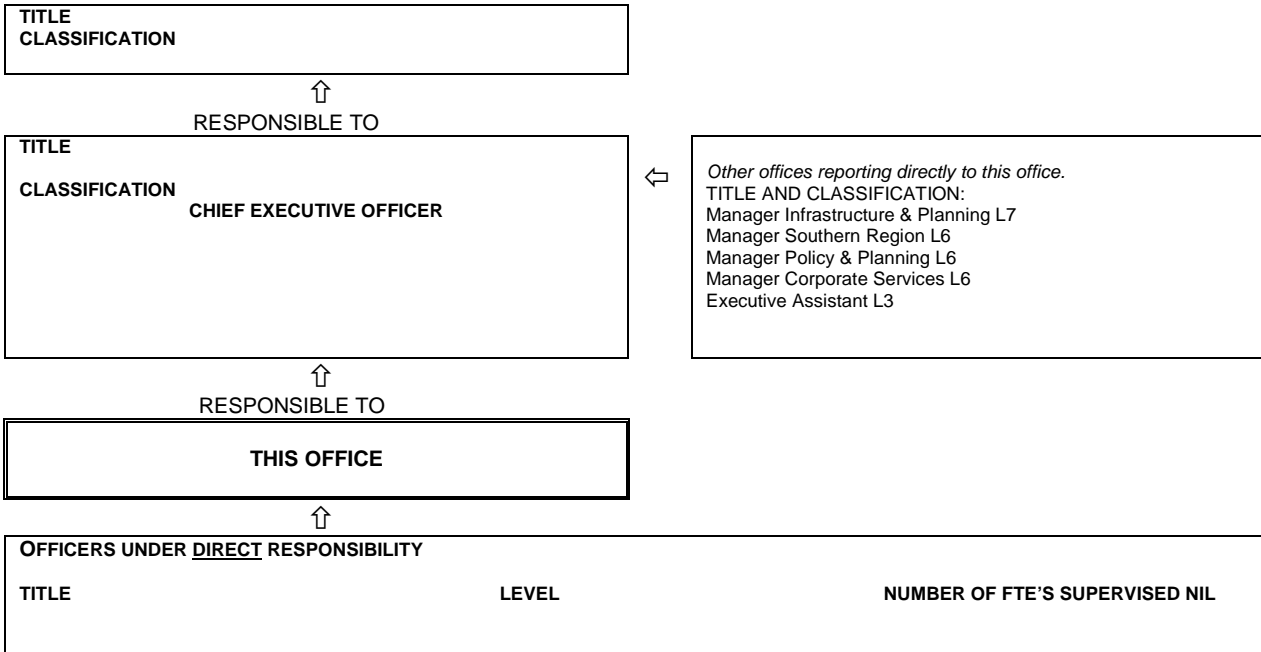 TITLE
CLASSIFICATION
RESPONSIBLE TO
TITLE
CLASSIFICATION
CHIEF EXECUTIVE OFFICER
Other offices reporting directly to this office.
TITLE AND CLASSIFICATION:
Manager Infrastructure & Planning L7
Manager Southern Region L6
Manager Policy & Planning L6
Manager Corporate Services L6
Executive Assistant L3
RESPONSIBLE TO
THIS OFFICE
OFFICERS UNDER DIRECT RESPONSIBILITY
TITLE LEVEL NUMBER OF FTE'S SUPERVISED NIL